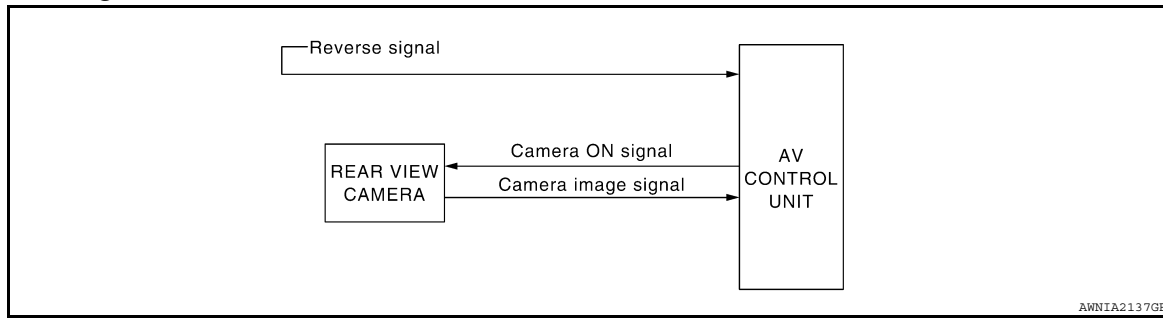 Reverse signal
Camera ON signal
REAR VIEW
CAMERA
Camera image signal
AV
CONTROL
UNIT